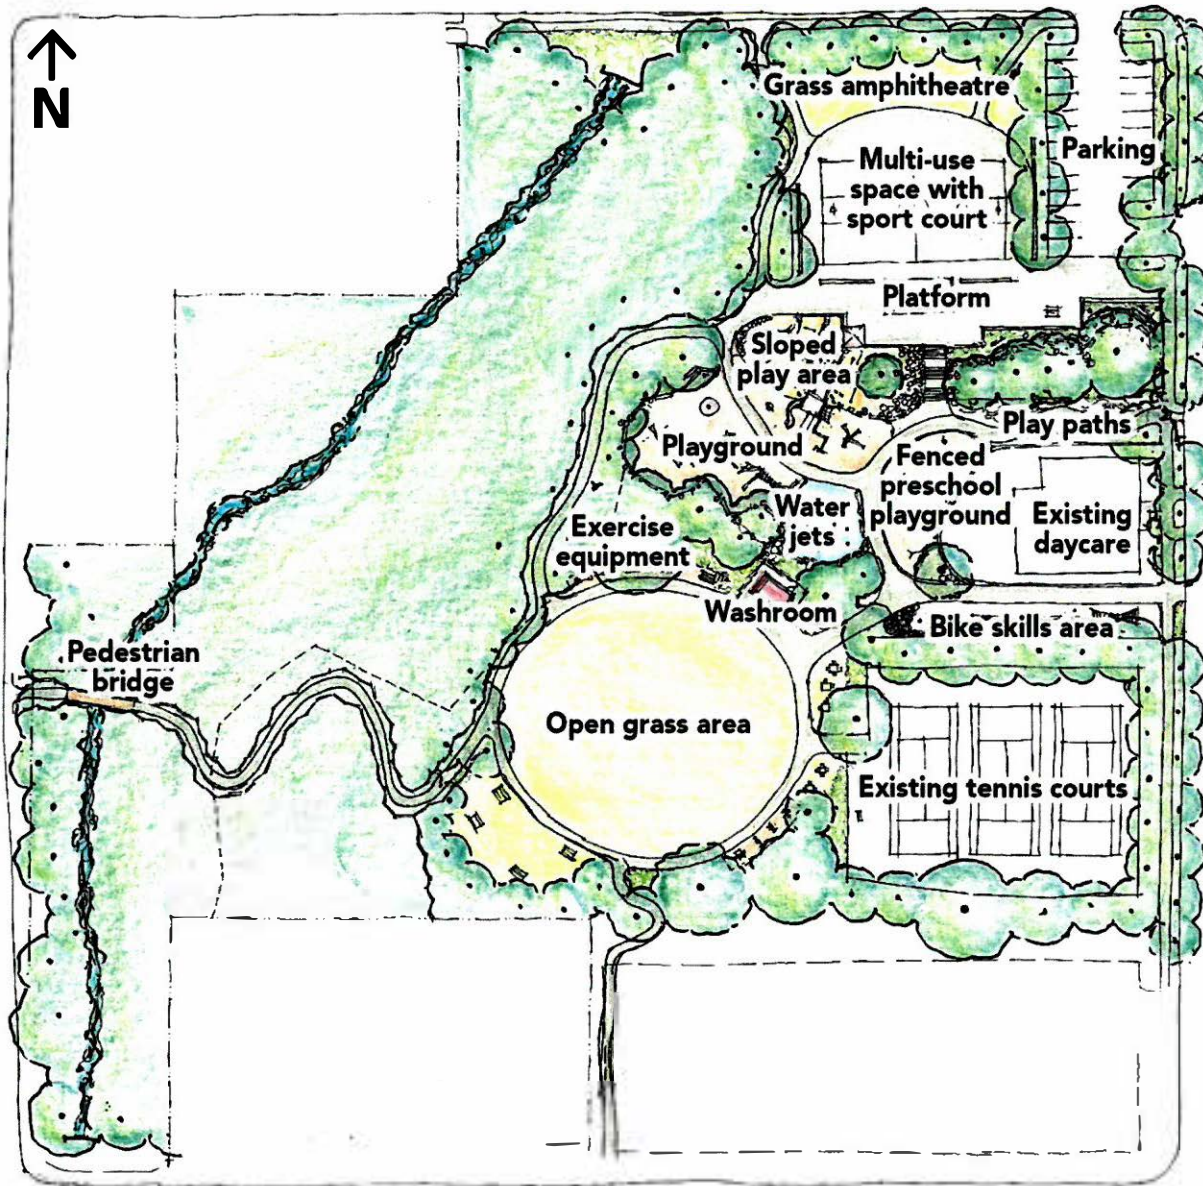 N
Grass amphitheatre
Parking
Multi-use
space with
sport court
Platform
Sloped
play area
Play paths
Playground
Fenced
preschool
playground
Water
jets
Existing
daycare
Exercise
equipment
Washroom
Bike skills area
Pedestrian
bridge
Open grass area
Existing tennis courts